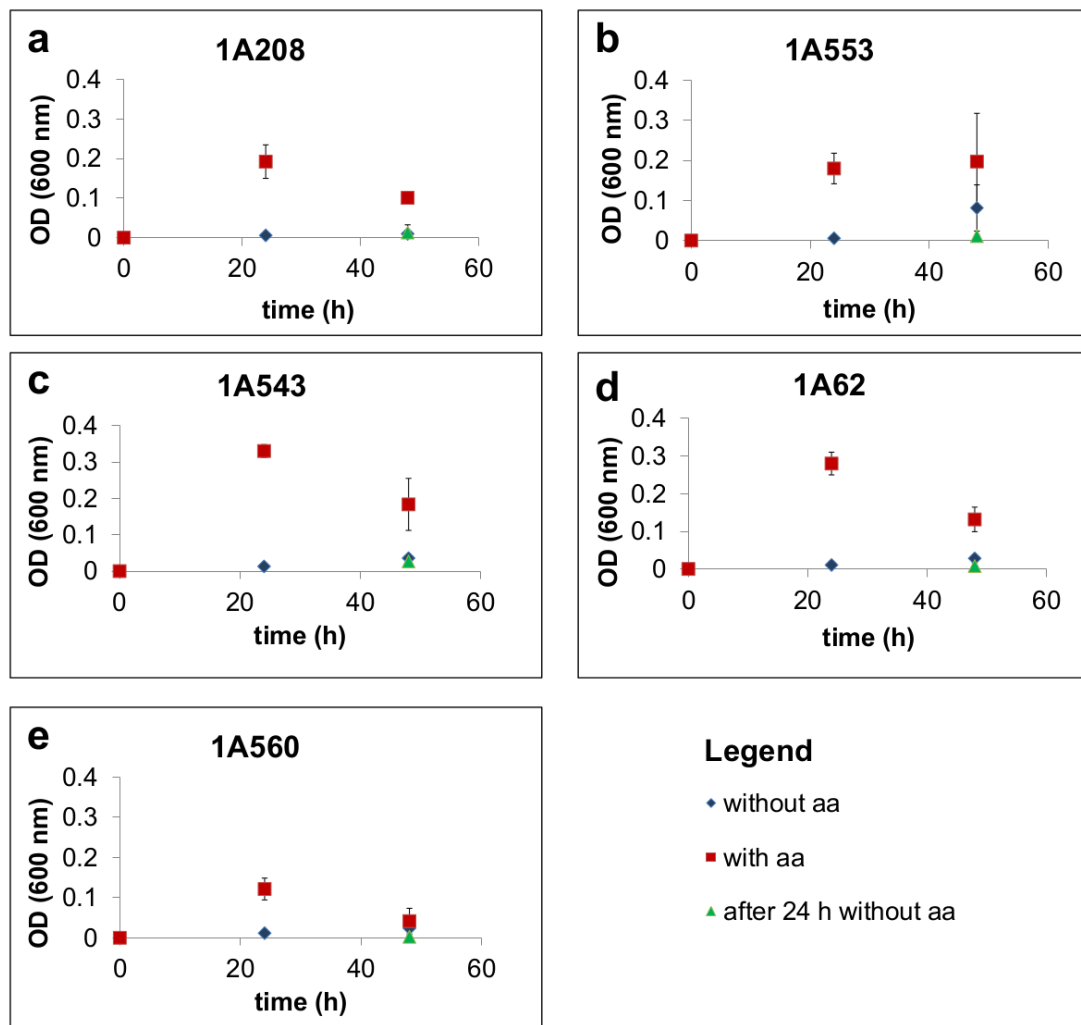 a
1A208
OD (600 nm)
0.4
0.3
0.2
0.1
0
0 20 40 60
time (h)
b
1A553
OD (600 nm)
0.4
0.3
0.2
0.1
0
0 20 40 60
time (h)
c
1A543
OD (600 nm)
0.4
0.3
0.2
0.1
0
0 20 40 60
time (h)
d
1A62
OD (600 nm)
0.4
0.3
0.2
0.1
0
0 20 40 60
time (h)
e
1A560
OD (600 nm)
0.4
0.3
0.2
0.1
0
0 20 40 60
time (h)
Legend
without aa
with aa
after 24 h without aa